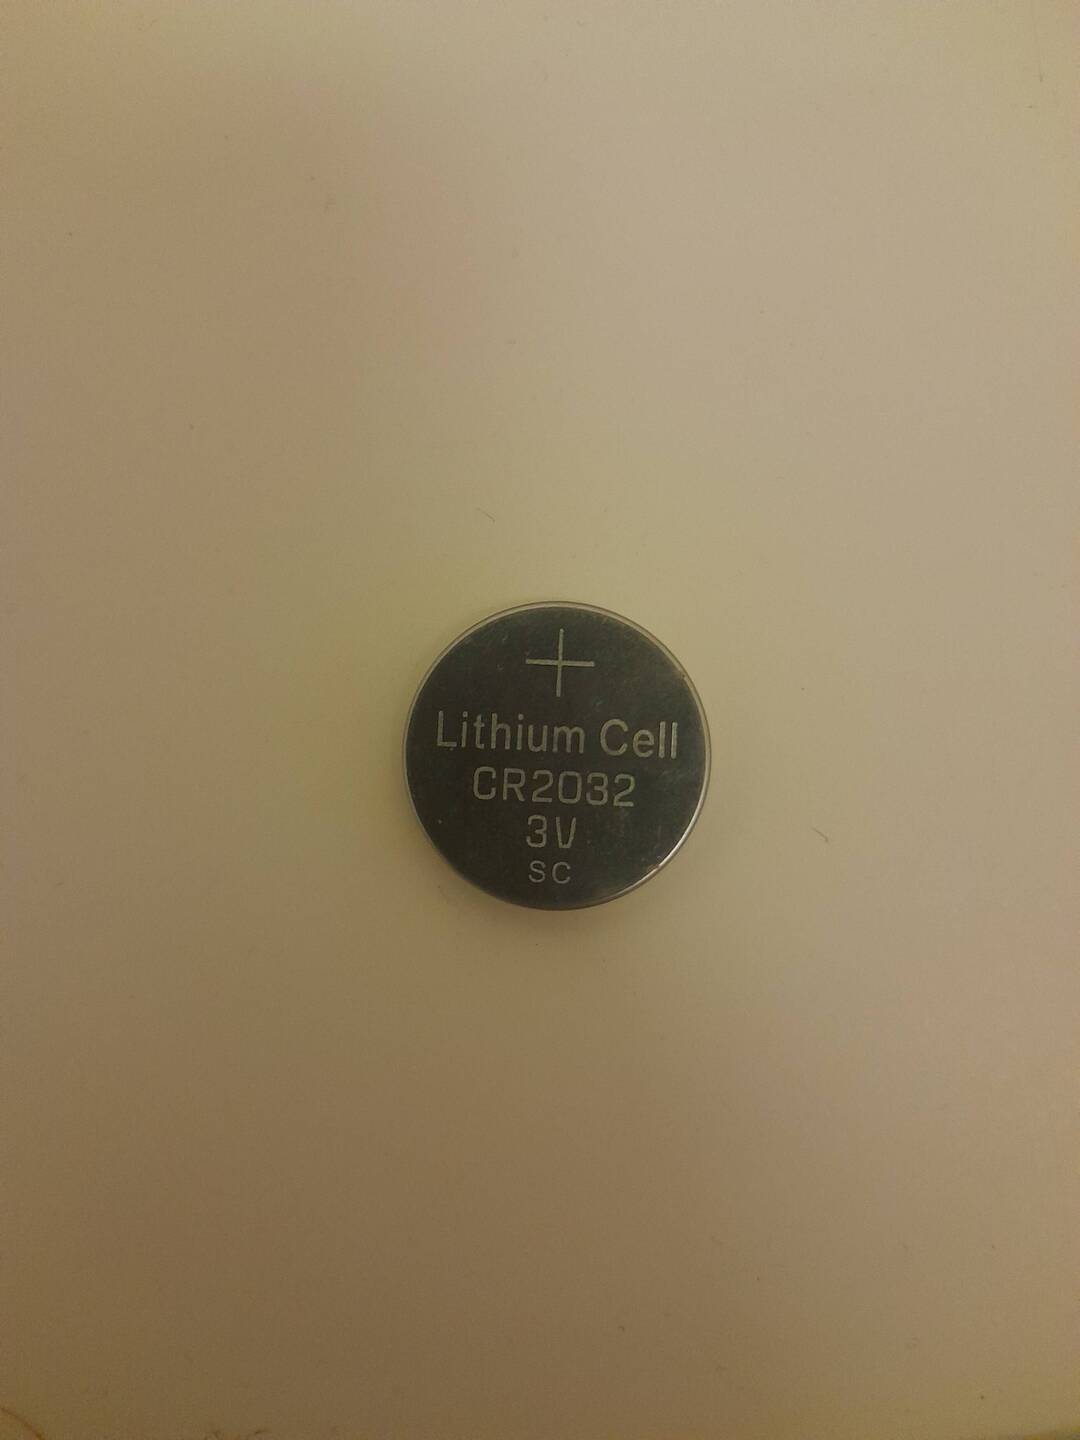 +
Lithium Cell
CR2032
3V
SC